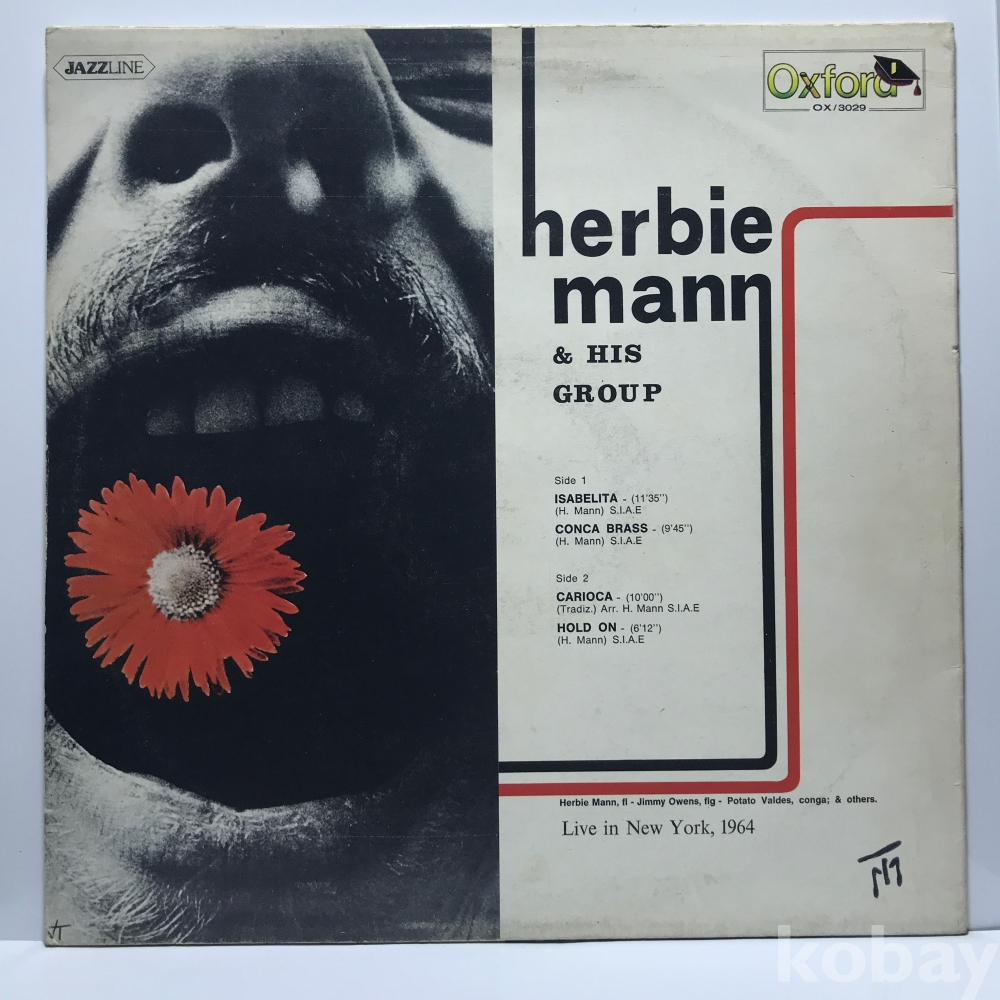 JAZZLINE
Oxford
OX/3029
herbie
mann
& HIS
GROUP
Side 1
ISABELITA - (11'35'')
(H. Mann) S.I.A.E
CONCA BRASS - (9'45'')
(H. Mann) S.I.A.E
Side 2
CARIOCA - (10'00'')
(Tradiz.) Arr. H. Mann S.I.A.E
HOLD ON - (6'12'')
(H. Mann) S.I.A.E
Herbie Mann, fl - Jimmy Owens, flg - Potato Valdes, conga; & others.
Live in New York, 1964
kobay